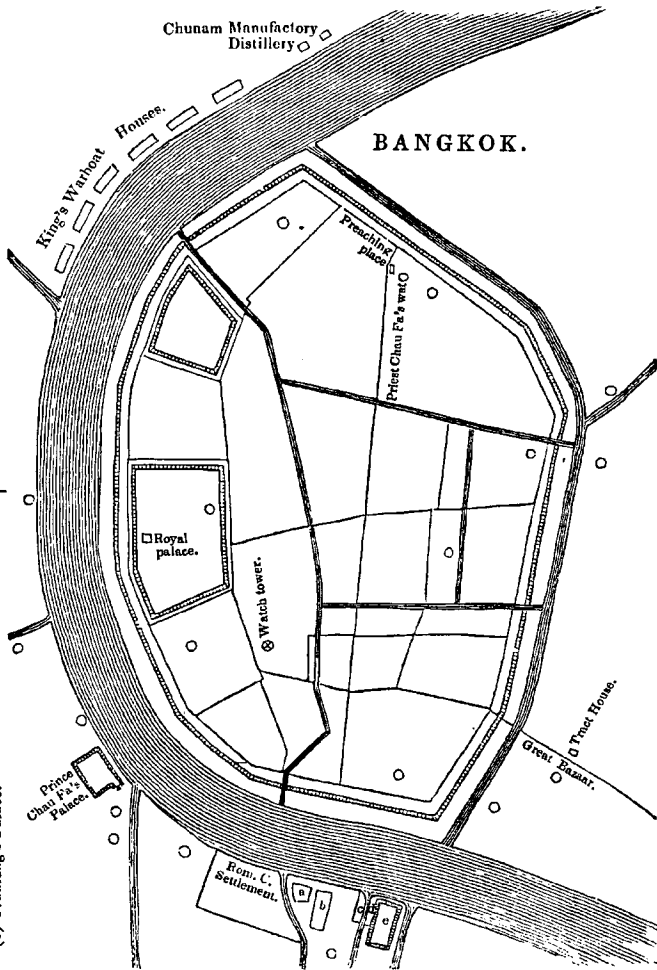 Chunam Manufactory
Distillery
King's Warboat Houses.
BANGKOK.
Preaching
place
Priest Chau Fa's wat
Royal
palace.
Watch tower.
Tract House.
Great Bazaar.
Prince
Chau Fa's
Palace.
Rom. C.
Settlement.
a
b
e